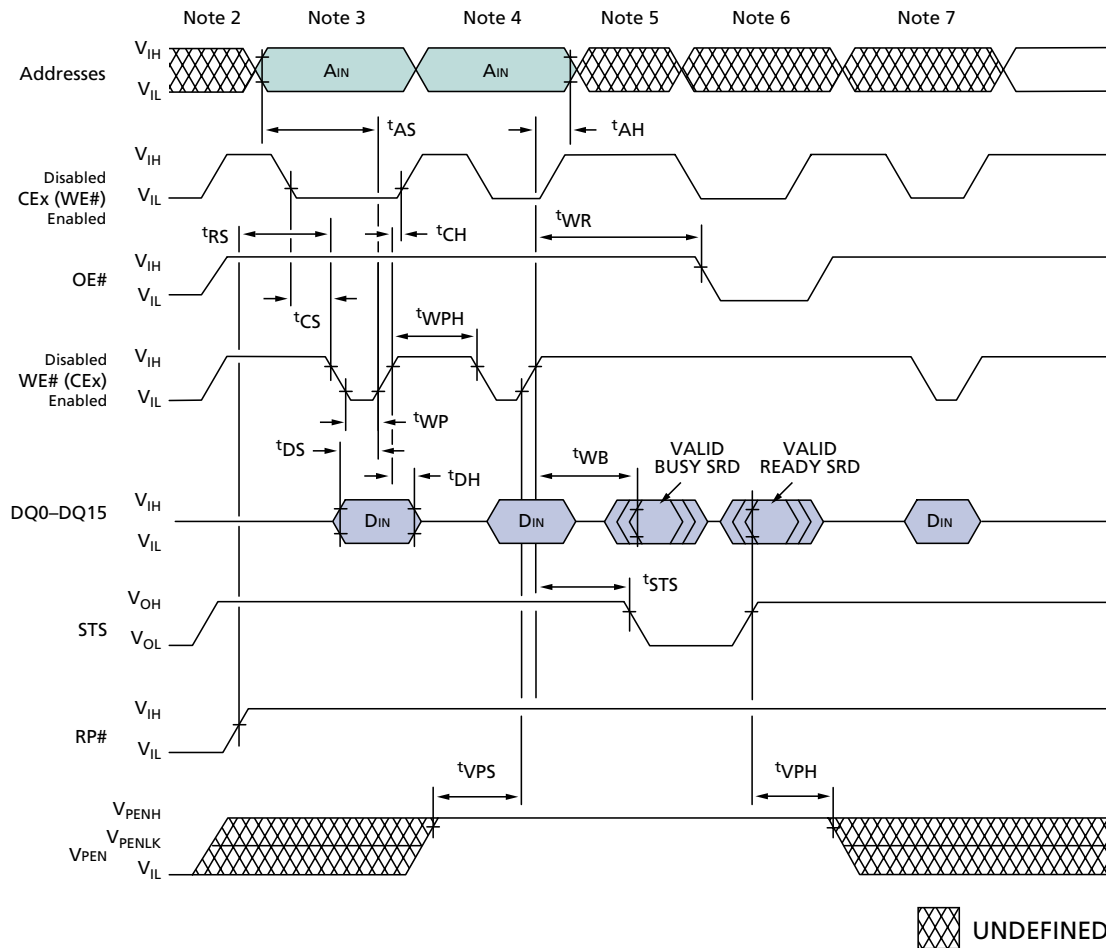 Note 2 Note 3 Note 4 Note 5 Note 6 Note 7
Addresses
VIH
VIL
AIN
AIN
tAS
tAH
Disabled
CEx (WE#)
Enabled
VIH
VIL
tRS
tCH
tWR
OE#
VIH
VIL
tCS
tWPH
Disabled
WE# (CEx)
Enabled
VIH
VIL
tWP
tDS
tDH
tWB
VALID
BUSY SRD
VALID
READY SRD
DQ0–DQ15
VIH
VIL
DIN
DIN
DIN
tSTS
STS
VOH
VOL
RP#
VIH
VIL
tVPS
tVPH
VPENH
VPENLK
VPEN
VIL
UNDEFINED